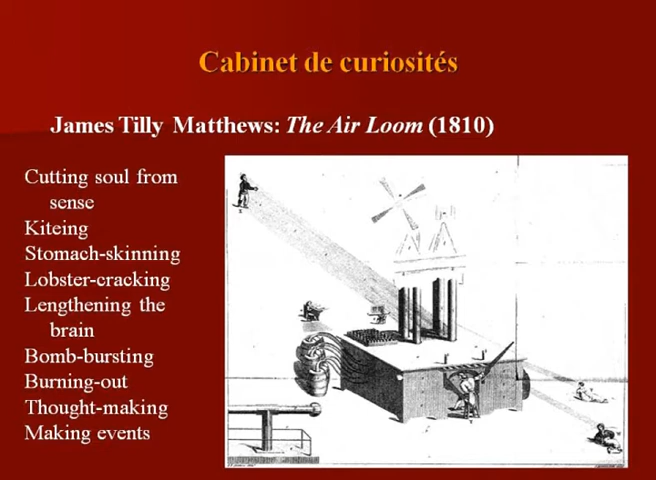 Cabinet de curiosités
James Tilly Matthews: The Air Loom (1810)
Cutting soul from
sense
Kiteing
Stomach-skinning
Lobster-cracking
Lengthening the
brain
Bomb-bursting
Burning-out
Thought-making
Making events